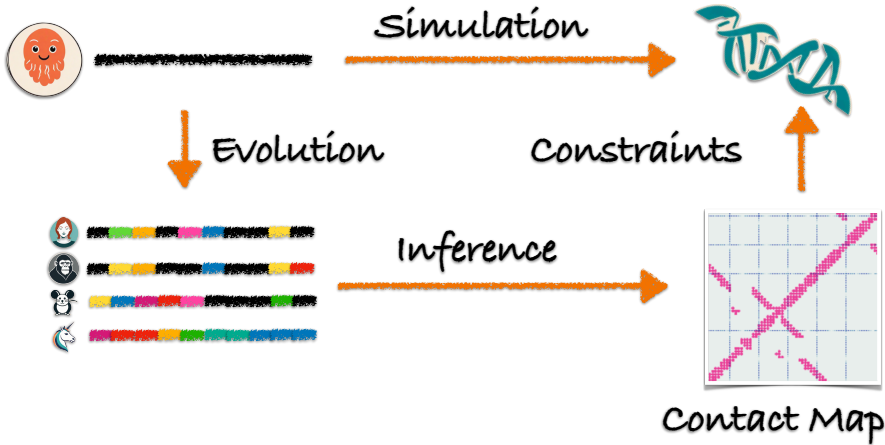 Simulation
Evolution
Constraints
Inference
Contact Map